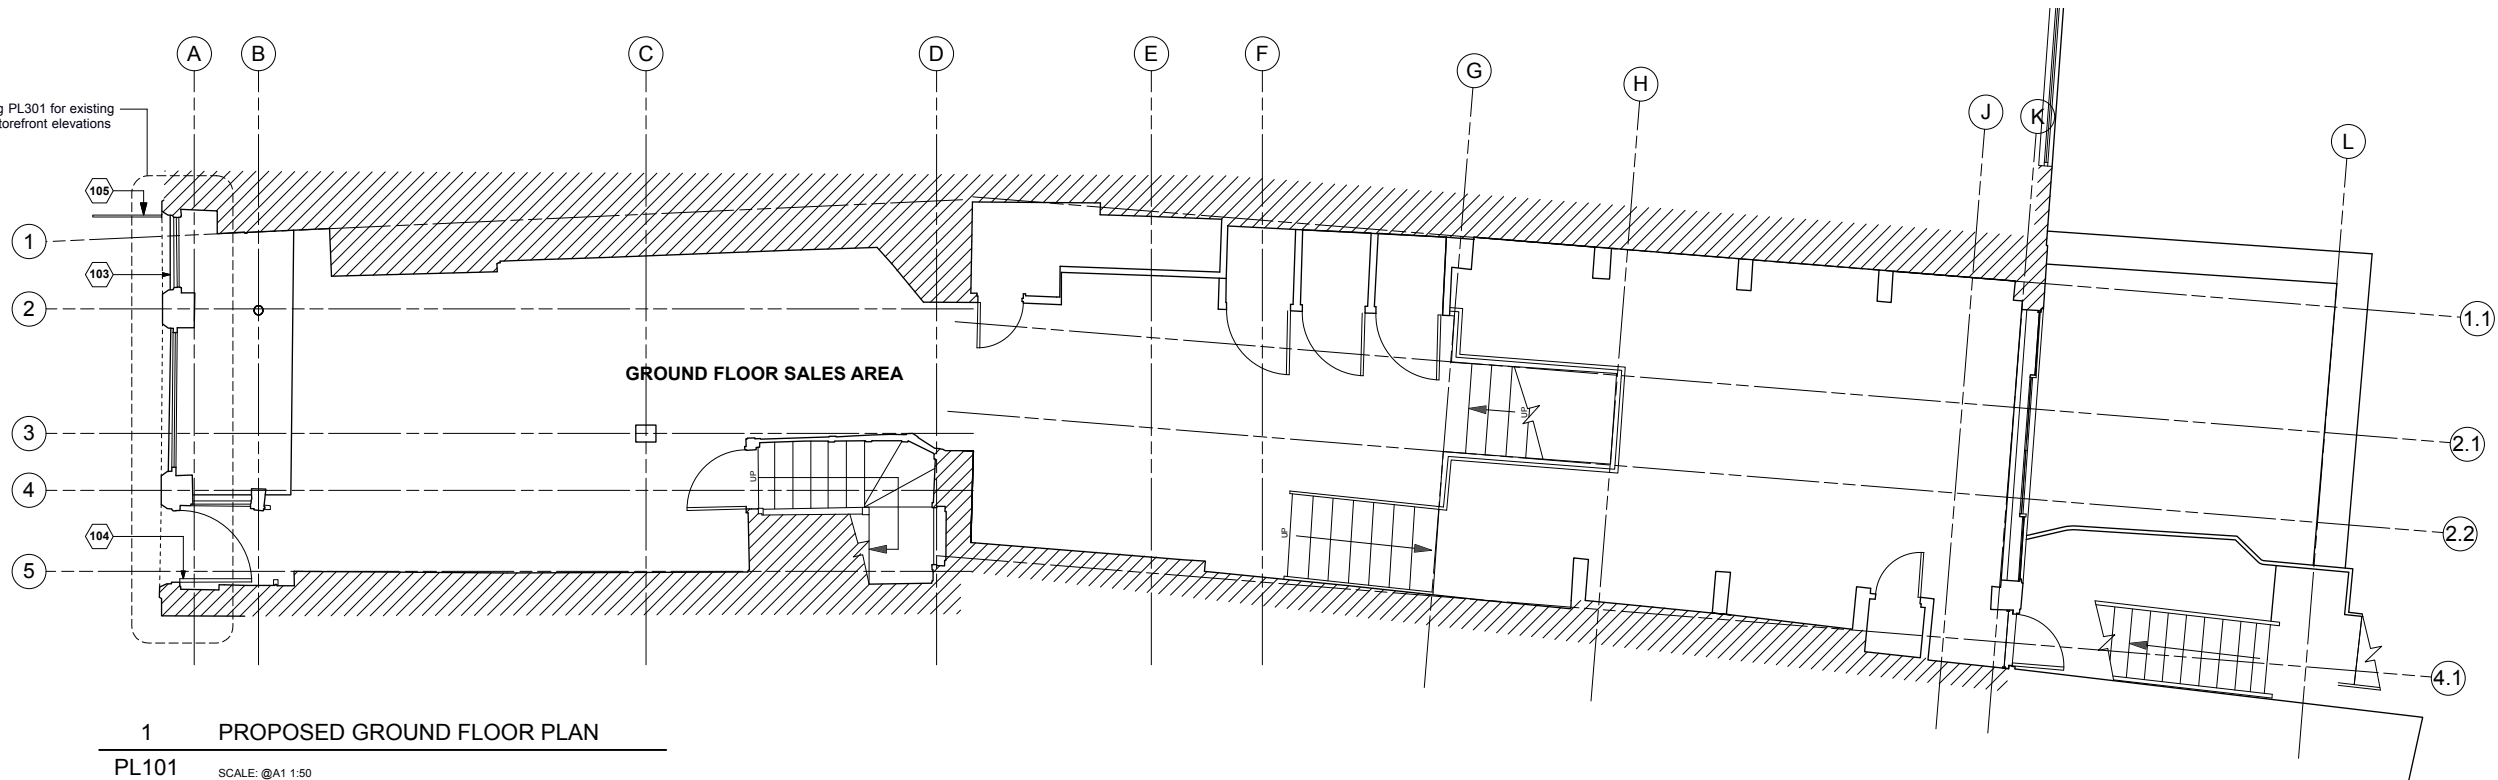 A B C D E F G H J K L
PL301 for existing
elevations
105
1
103
2
1.1
GROUND FLOOR SALES AREA
UP
3
2.1
UP
4
UP
104
2.2
5
4.1
1 PROPOSED GROUND FLOOR PLAN
PL101 SCALE: @A1 1:50